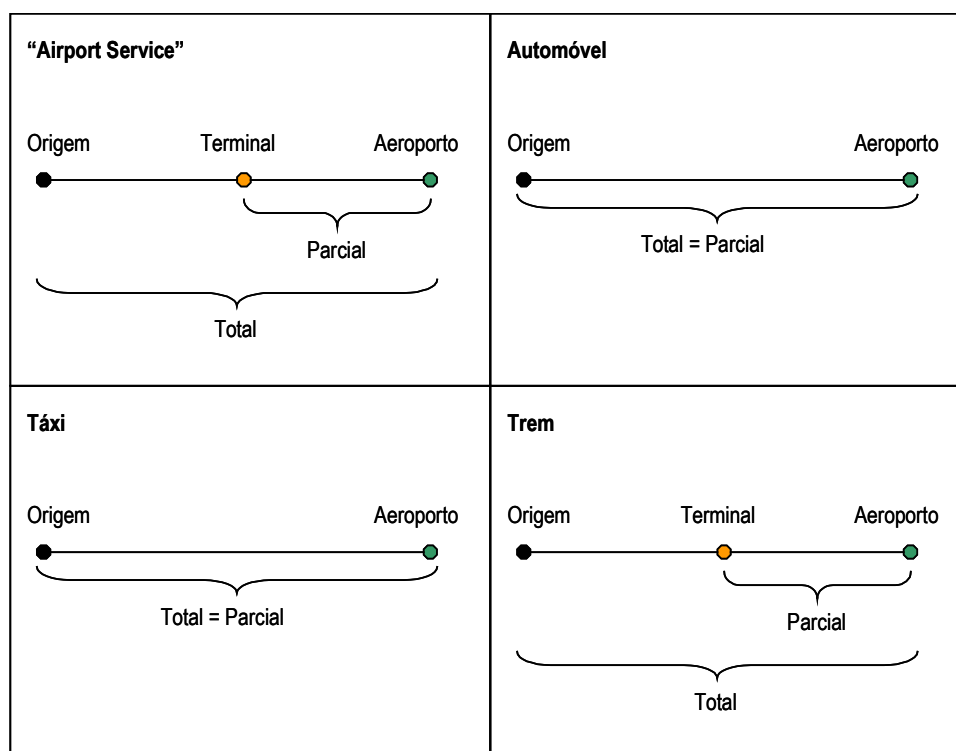 “Airport Service”
Origem Terminal Aeroporto
Parcial
Total
Automóvel
Origem Aeroporto
Total = Parcial
Táxi
Origem Aeroporto
Total = Parcial
Trem
Origem Terminal Aeroporto
Parcial
Total